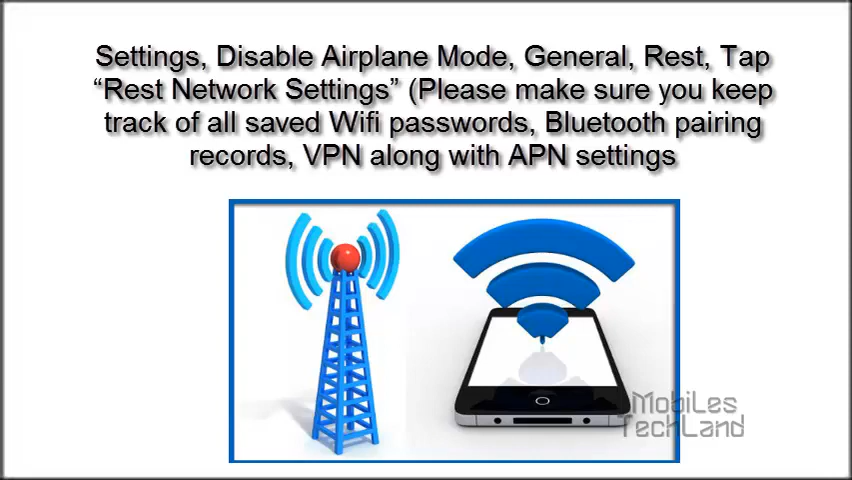 Settings, Disable Airplane Mode, General, Rest, Tap
“Rest Network Settings” (Please make sure you keep
track of all saved Wifi passwords, Bluetooth pairing
records, VPN along with APN settings
MobiLes
TechLand